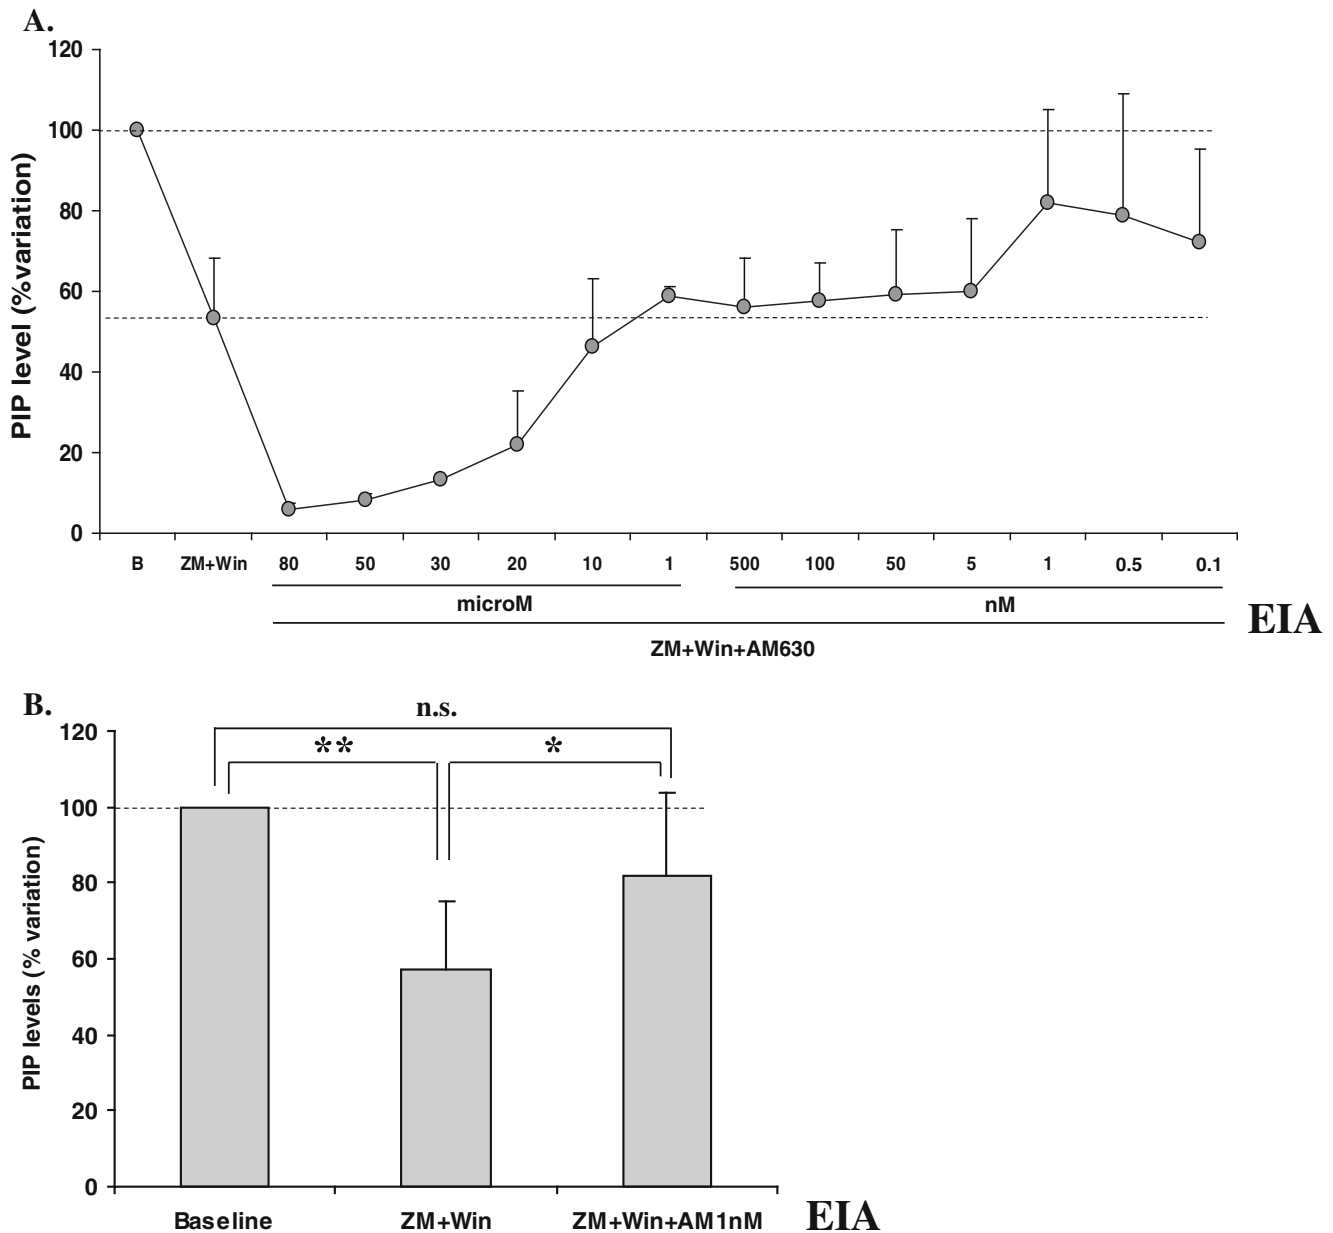 A.
120
100
80
60
40
20
0
PIP level (%variation)
B ZM+Win 80 50 30 20 10 1 500 100 50 5 1 0.5 0.1
microM nM
EIA
ZM+Win+AM630
B.
n.s.
** *
120
100
80
60
40
20
0
PIP levels (% variation)
Baseline ZM+Win ZM+Win+AM1nM
EIA